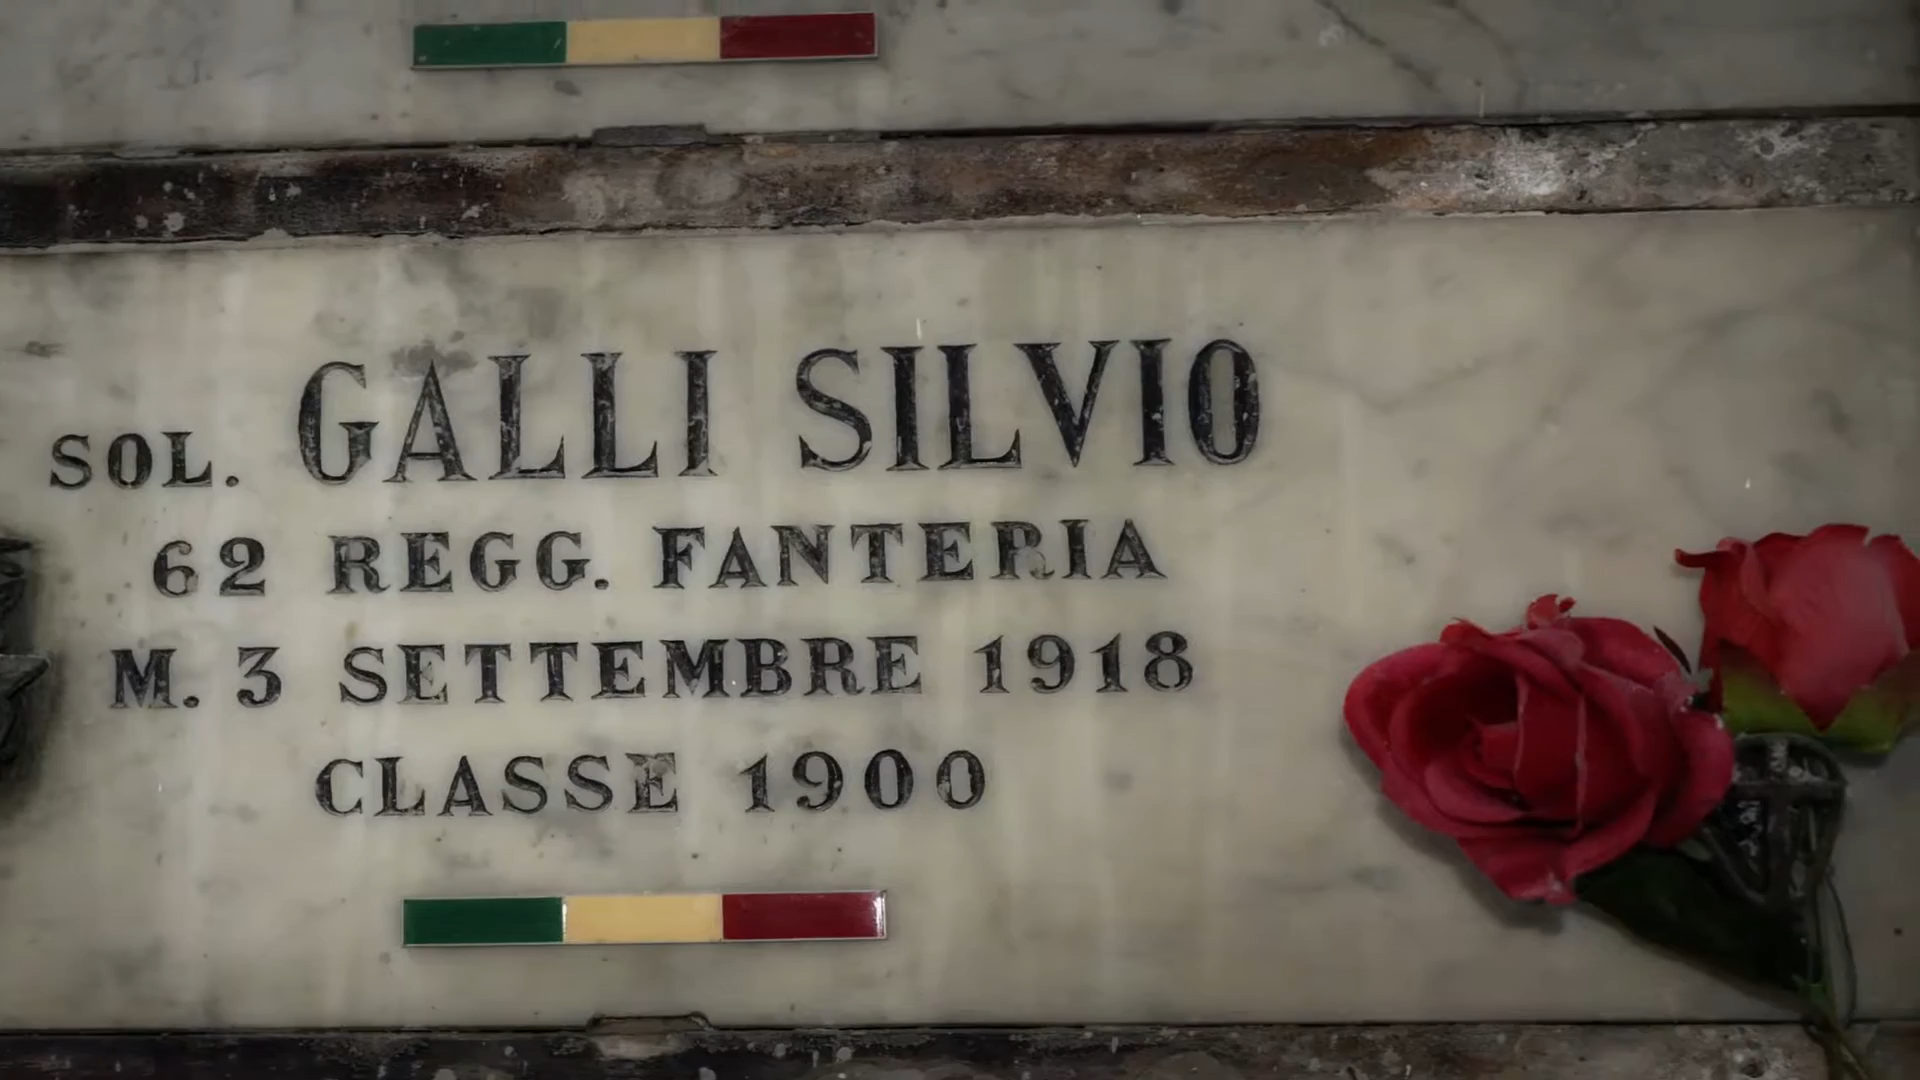 SOL. GALLI SILVIO
62 REGG. FANTERIA
M. 3 SETTEMBRE 1918
CLASSE 1900